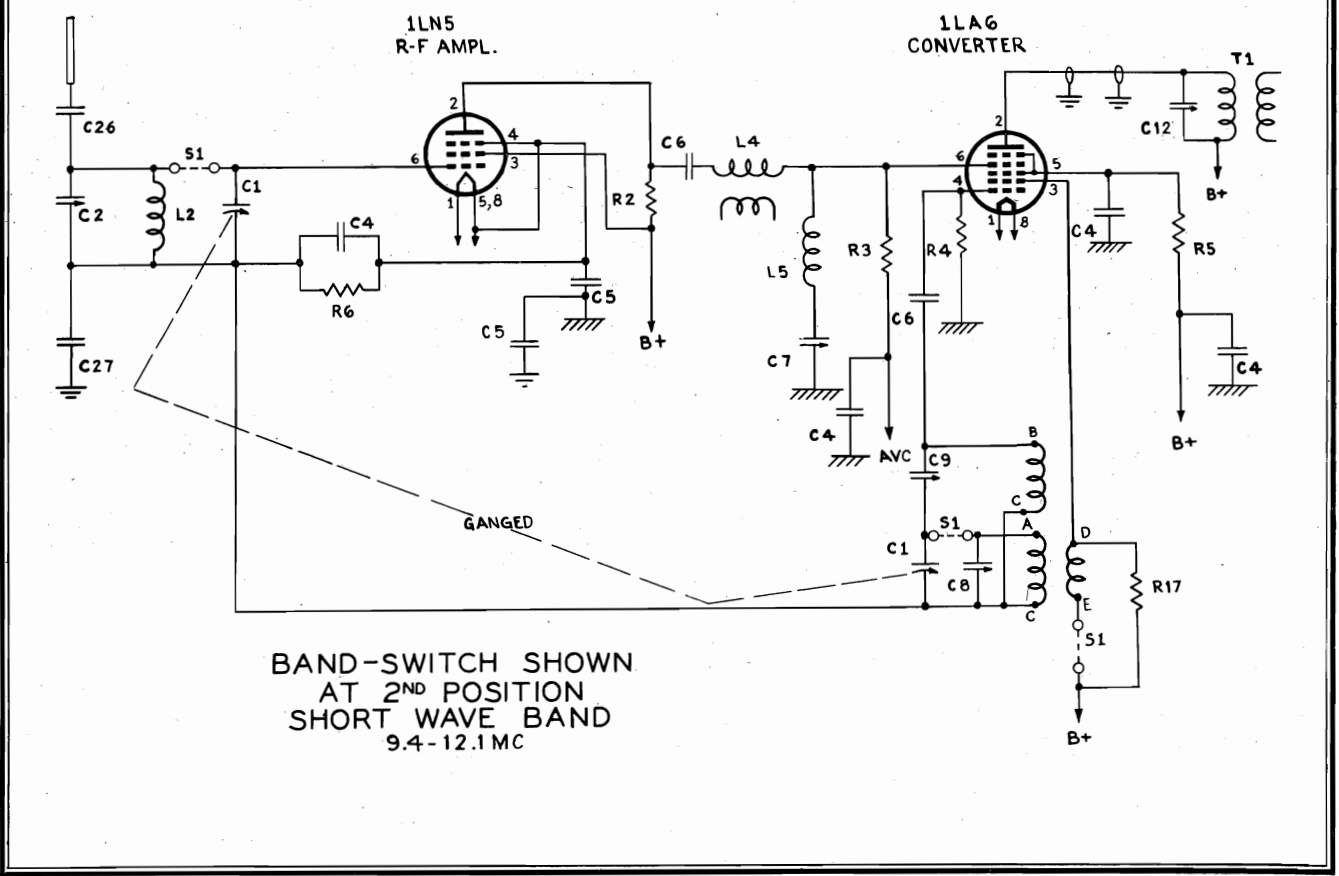 1LN5
R-F AMPL.
1LA6
CONVERTER
T1
C26
2
4
3
6
1
5,8
S1
C1
C2
L2
C4
R6
C5
C5
C27
R2
B+
C6
L4
L5
C7
R3
R4
C4
AVC
2
6
4
5
3
1
8
C6
C12
B+
C4
R5
C4
B+
C9
B
C
A
S1
C1
C8
C
D
E
R17
S1
B+
GANGED
BAND-SWITCH SHOWN
AT 2ND POSITION
SHORT WAVE BAND
9.4-12.1 MC